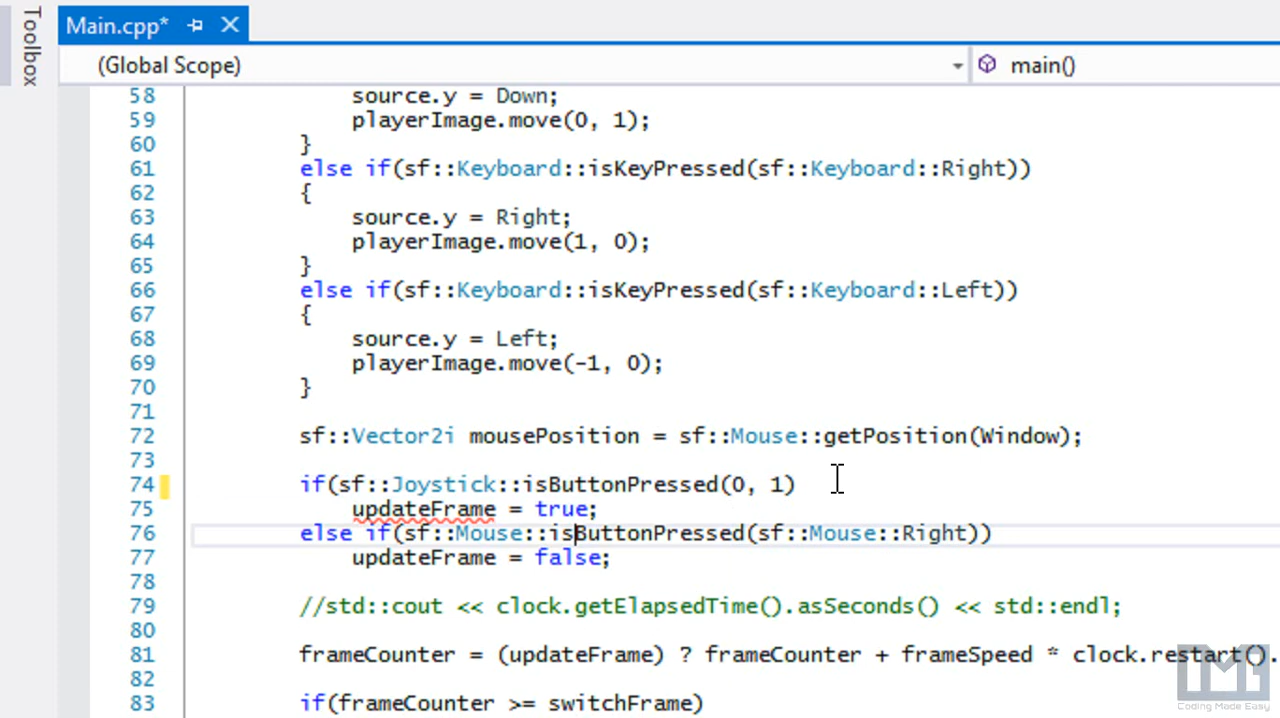 Toolbox
Main.cpp*
(Global Scope) main()
58 source.y = Down;
59 playerImage.move(0, 1);
60 }
61 else if(sf::Keyboard::isKeyPressed(sf::Keyboard::Right))
62 {
63 source.y = Right;
64 playerImage.move(1, 0);
65 }
66 else if(sf::Keyboard::isKeyPressed(sf::Keyboard::Left))
67 {
68 source.y = Left;
69 playerImage.move(-1, 0);
70 }
71
72 sf::Vector2i mousePosition = sf::Mouse::getPosition(Window);
73
74 if(sf::Joystick::isButtonPressed(0, 1)
75 updateFrame = true;
76 else if(sf::Mouse::isButtonPressed(sf::Mouse::Right))
77 updateFrame = false;
78
79 //std::cout << clock.getElapsedTime().asSeconds() << std::endl;
80
81 frameCounter = (updateFrame) ? frameCounter + frameSpeed * clock.restart().
82
83 if(frameCounter >= switchFrame)
Coding Made Easy